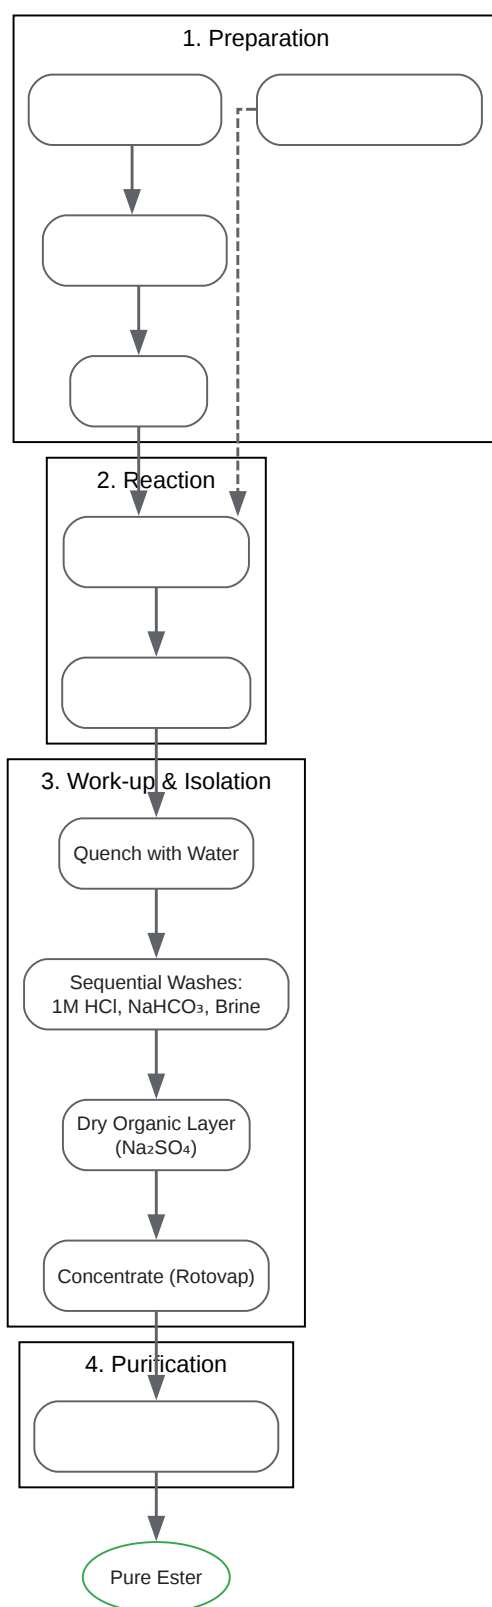 1. Preparation
2. Reaction
3. Work-up & Isolation
Quench with Water
Sequential Washes:
1M HCl, NaHCO₃, Brine
Dry Organic Layer
(Na₂SO₄)
Concentrate (Rotovap)
4. Purification
Pure Ester